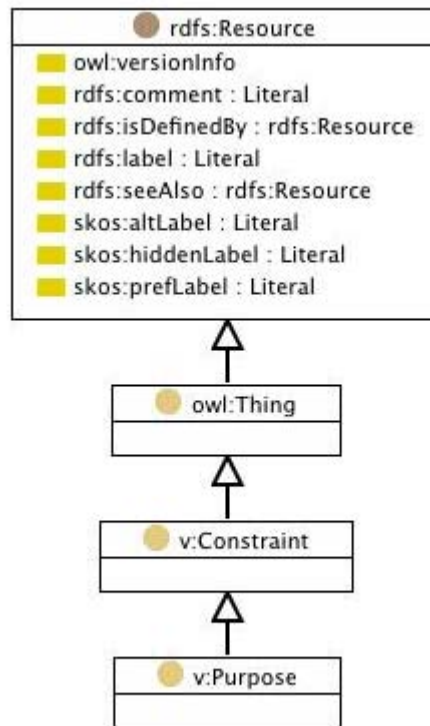 rdfs:Resource
owl:versionInfo
rdfs:comment : Literal
rdfs:isDefinedBy : rdfs:Resource
rdfs:label : Literal
rdfs:seeAlso : rdfs:Resource
skos:altLabel : Literal
skos:hiddenLabel : Literal
skos:prefLabel : Literal
owl:Thing
v:Constraint
v:Purpose